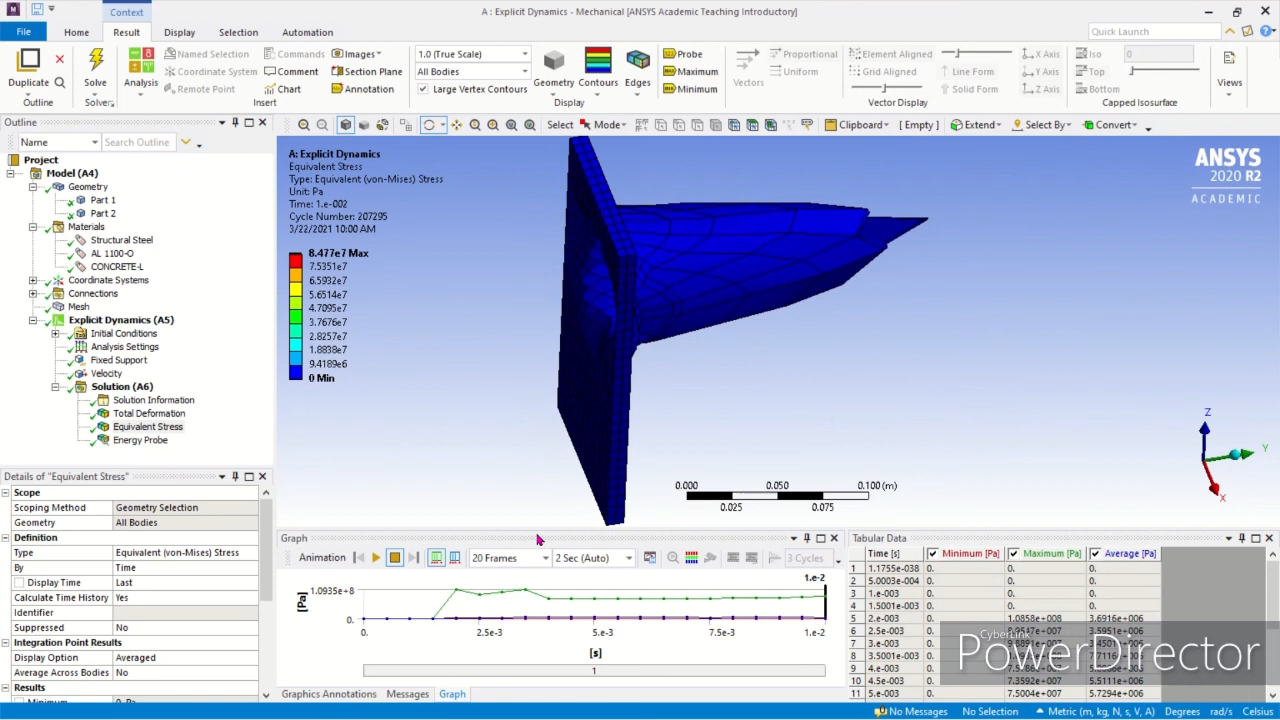 Context
A : Explicit Dynamics - Mechanical [ANSYS Academic Teaching Introductory]
File Home Result Display Selection Automation Quick Launch
Duplicate
Outline
Solve
Solver
Analysis
Named Selection Commands Images
Coordinate System Comment Section Plane
Remote Point Chart Annotation
Insert
1.0 (True Scale)
All Bodies
Large Vertex Contours
Geometry Contours Edges
Display
Probe
Maximum
Minimum
Vectors
Proportional
Uniform
Element Aligned
Grid Aligned
Line Form
Solid Form
X Axis
Y Axis
Z Axis
Vector Display
Iso 0
Top
Bottom
Capped Isosurface
Views
Outline
Name Search Outline
Select Mode Clipboard [ Empty ] Extend Select By Convert
Project
Model (A4)
Geometry
Part 1
Part 2
Materials
Structural Steel
AL 1100-O
CONCRETE-L
Coordinate Systems
Connections
Mesh
Explicit Dynamics (A5)
Initial Conditions
Analysis Settings
Fixed Support
Velocity
Solution (A6)
Solution Information
Total Deformation
Equivalent Stress
Energy Probe
A: Explicit Dynamics
Equivalent Stress
Type: Equivalent (von-Mises) Stress
Unit: Pa
Time: 1.e-002
Cycle Number: 207295
3/22/2021 10:00 AM
8.477e7 Max
7.5351e7
6.5932e7
5.6514e7
4.7095e7
3.7676e7
2.8257e7
1.8838e7
9.4189e6
0 Min
ANSYS
2020 R2
ACADEMIC
Z
Y
X
0.000 0.050 0.100 (m)
0.025 0.075
Details of "Equivalent Stress"
Scope
Scoping Method Geometry Selection
Geometry All Bodies
Definition
Type Equivalent (von-Mises) Stress
By Time
Display Time Last
Calculate Time History Yes
Identifier
Suppressed No
Integration Point Results
Display Option Averaged
Average Across Bodies No
Results
Graph
Animation 20 Frames 2 Sec (Auto) 3 Cycles
1.e-2
1.0935e+8
[Pa]
0.
0. 2.5e-3 5.e-3 7.5e-3 1.e-2
[s]
1
Graphics Annotations Messages Graph
Tabular Data
Time [s] Minimum [Pa] Maximum [Pa] Average [Pa]
1 1.1755e-038 0. 0. 0.
2 5.0003e-004 0. 0. 0.
3 1.e-003 0. 0. 0.
4 1.5001e-003 0. 0. 0.
5 2.e-003 0. 1.0858e+008 3.6916e+006
6 2.5e-003 0.
7 3.e-003 0.
8 3.5001e-003 0.
9 4.e-003 0.
10 4.5e-003 0. 7.3592e+007 5.5111e+006
11 5.e-003 0. 7.5004e+007 5.7294e+006
CyberLink
PowerDirector
No Messages No Selection Metric (m, kg, N, s, V, A) Degrees rad/s Celsius